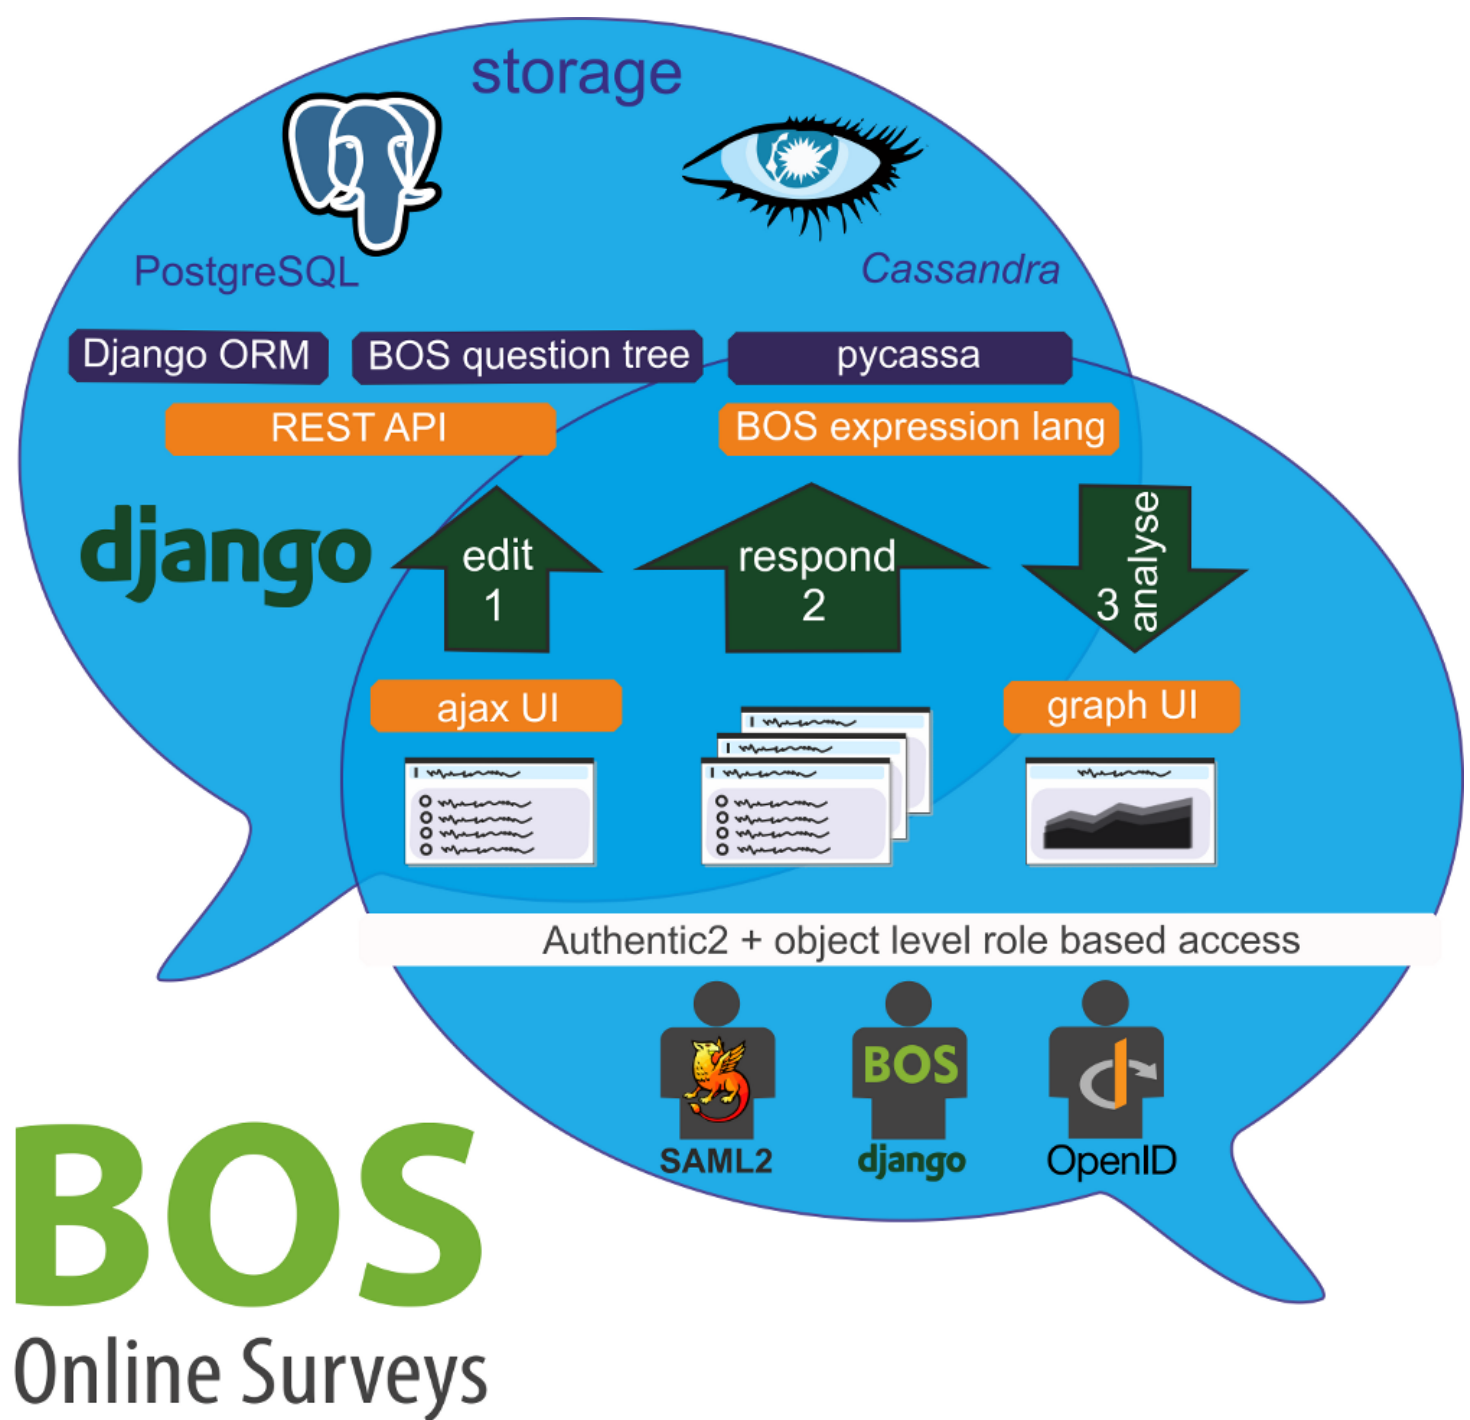 storage
PostgreSQL
Cassandra
Django ORM
BOS question tree
pycassa
REST API
BOS expression lang
django
edit
1
respond
2
3
analyse
ajax UI
graph UI
Authentic2 + object level role based access
BOS
SAML2
django
OpenID
BOS
Online Surveys